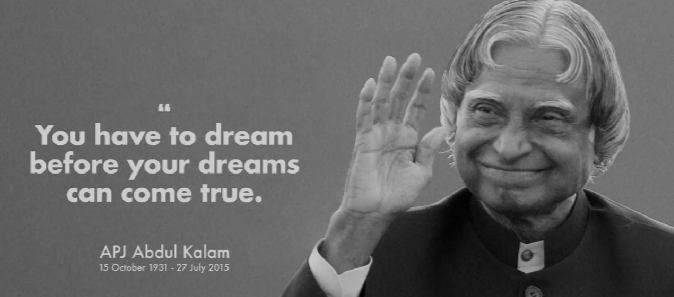 “
You have to dream
before your dreams
can come true.
APJ Abdul Kalam
15 October 1931 - 27 July 2015